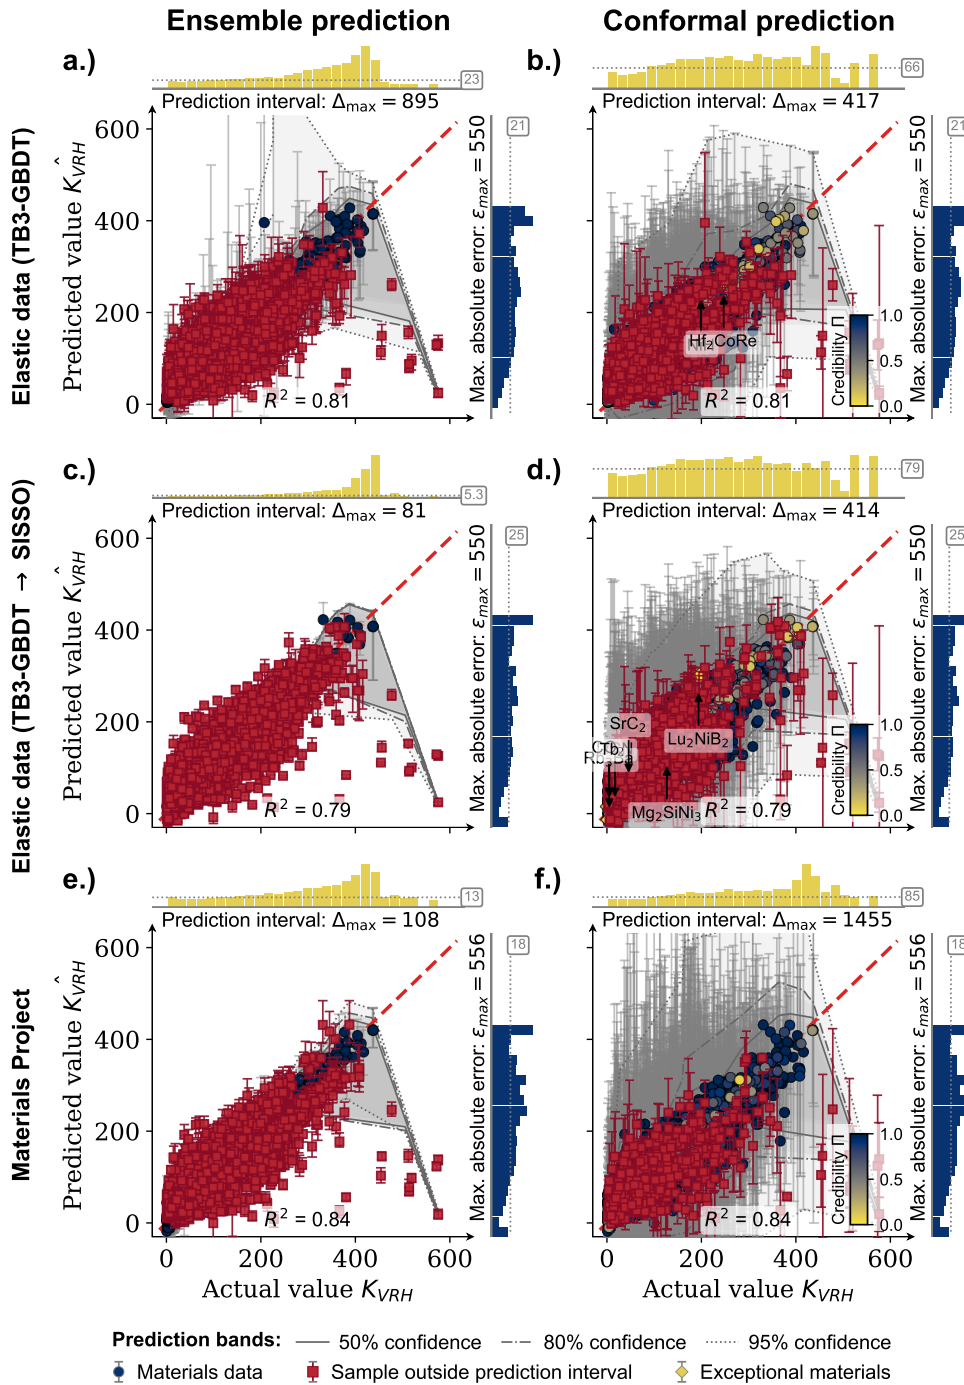 Ensemble prediction
Conformal prediction
a.)
b.)
23
66
Prediction interval: Δmax = 895
Prediction interval: Δmax = 417
21
21
Elastic data (TB3-GBDT)
Predicted value K̂VRH
600
400
200
0
R² = 0.81
Max. absolute error: εmax = 550
Hf₂CoRe
R² = 0.81
Credibility Π
1.0
0.5
0.0
Max. absolute error: εmax = 550
c.)
d.)
5.3
79
Prediction interval: Δmax = 81
Prediction interval: Δmax = 414
25
25
Elastic data (TB3-GBDT → SISSO)
Predicted value K̂VRH
600
400
200
0
R² = 0.79
Max. absolute error: εmax = 550
SrC₂
Lu₂NiB₂
Mg₂SiNi₃
R² = 0.79
Credibility Π
1.0
0.5
0.0
Max. absolute error: εmax = 550
e.)
f.)
13
85
Prediction interval: Δmax = 108
Prediction interval: Δmax = 1455
18
18
Materials Project
Predicted value K̂VRH
600
400
200
0
R² = 0.84
Max. absolute error: εmax = 556
R² = 0.84
Credibility Π
1.0
0.5
0.0
Max. absolute error: εmax = 556
0 200 400 600
0 200 400 600
Actual value KVRH
Actual value KVRH
Prediction bands: 50% confidence 80% confidence 95% confidence
Materials data Sample outside prediction interval Exceptional materials